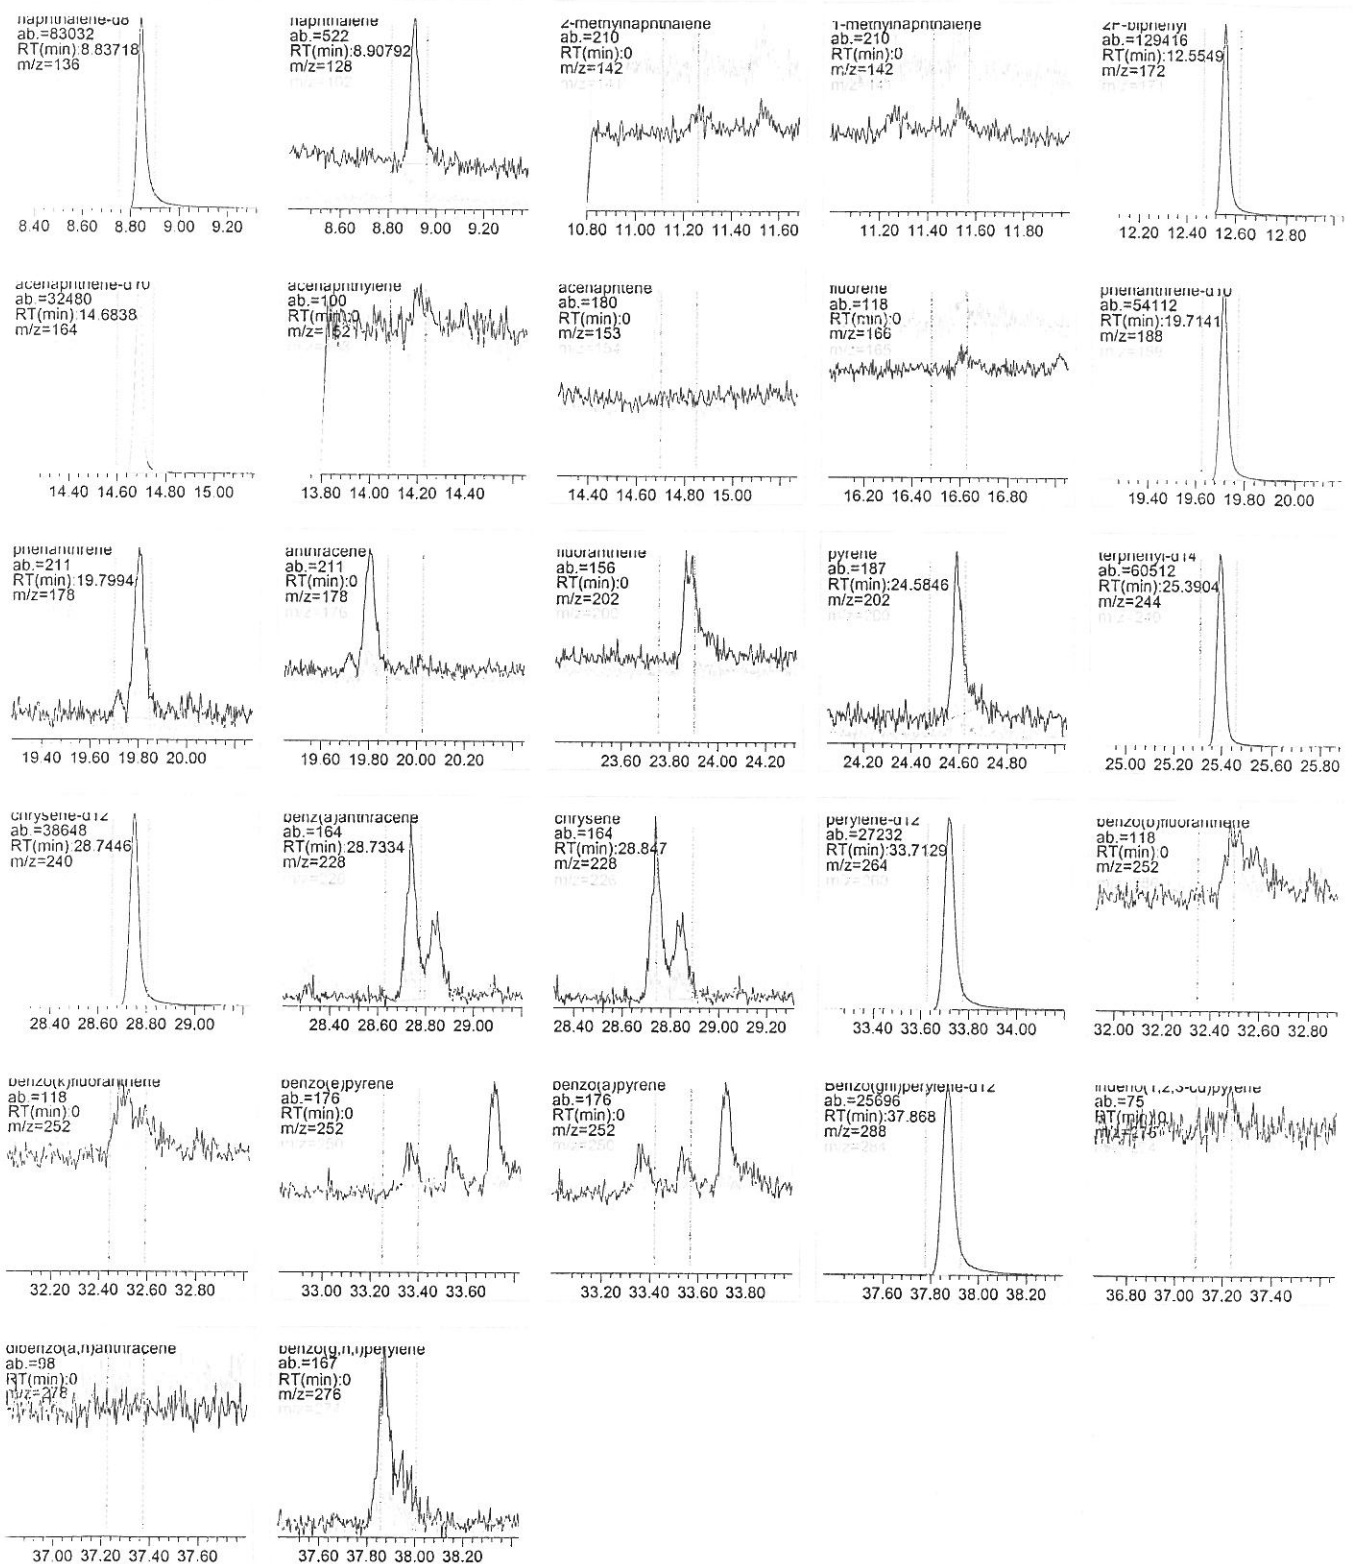 naphthalene-d8
ab.=83032
RT(min):8.83718
m/z=136
8.40 8.60 8.80 9.00 9.20
naphthalene
ab.=522
RT(min):8.90792
m/z=128
8.60 8.80 9.00 9.20
2-methylnaphthalene
ab.=210
RT(min):0
m/z=142
10.80 11.00 11.20 11.40 11.60
1-methylnaphthalene
ab.=210
RT(min):0
m/z=142
11.20 11.40 11.60 11.80
2F-biphenyl
ab.=129416
RT(min):12.5549
m/z=172
12.20 12.40 12.60 12.80
acenaphthene-d10
ab.=32480
RT(min):14.6838
m/z=164
14.40 14.60 14.80 15.00
acenaphthylene
ab.=100
RT(min):0
m/z=152
13.80 14.00 14.20 14.40
acenaphtene
ab.=180
RT(min):0
m/z=153
14.40 14.60 14.80 15.00
fluorene
ab.=118
RT(min):0
m/z=166
16.20 16.40 16.60 16.80
phenanthrene-d10
ab.=54112
RT(min):19.7141
m/z=188
19.40 19.60 19.80 20.00
phenanthrene
ab.=211
RT(min):19.7994
m/z=178
19.40 19.60 19.80 20.00
anthracene
ab.=211
RT(min):0
m/z=178
19.60 19.80 20.00 20.20
fluoranthene
ab.=156
RT(min):0
m/z=202
23.60 23.80 24.00 24.20
pyrene
ab.=187
RT(min):24.5846
m/z=202
24.20 24.40 24.60 24.80
terphenyl-d14
ab.=60512
RT(min):25.3904
m/z=244
25.00 25.20 25.40 25.60 25.80
chrysene-d12
ab.=38648
RT(min):28.7446
m/z=240
28.40 28.60 28.80 29.00
benz(a)anthracene
ab.=164
RT(min):28.7334
m/z=228
28.40 28.60 28.80 29.00
chrysene
ab.=164
RT(min):28.847
m/z=228
28.40 28.60 28.80 29.00 29.20
perylene-d12
ab.=27232
RT(min):33.7129
m/z=264
33.40 33.60 33.80 34.00
benzo(b)fluoranthene
ab.=118
RT(min):0
m/z=252
32.00 32.20 32.40 32.60 32.80
benzo(k)fluoranthene
ab.=118
RT(min):0
m/z=252
32.20 32.40 32.60 32.80
benzo(e)pyrene
ab.=176
RT(min):0
m/z=252
33.00 33.20 33.40 33.60
benzo(a)pyrene
ab.=176
RT(min):0
m/z=252
33.20 33.40 33.60 33.80
Benzo(ghi)perylene-d12
ab.=25696
RT(min):37.868
m/z=288
37.60 37.80 38.00 38.20
indeno(1,2,3-cd)pyrene
ab.=75
RT(min):0
36.80 37.00 37.20 37.40
dibenzo(a,h)anthracene
ab.=98
RT(min):0
m/z=278
37.00 37.20 37.40 37.60
benzo(g,h,i)perylene
ab.=167
RT(min):0
m/z=276
37.60 37.80 38.00 38.20